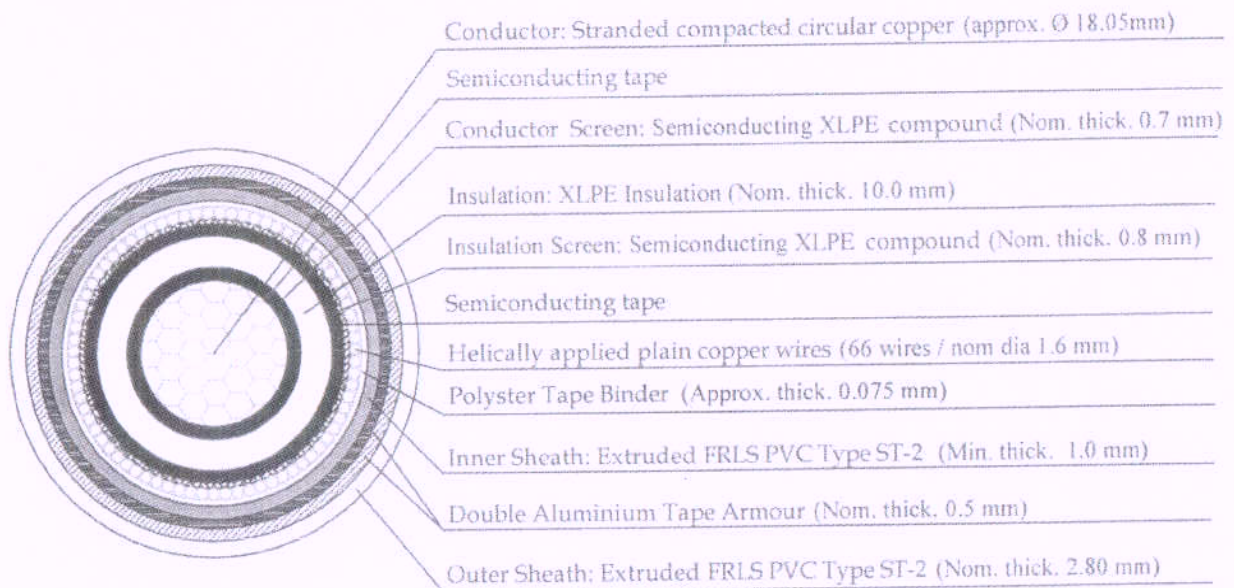 Conductor: Stranded compacted circular copper (approx. Ø 18.05mm)
Semiconducting tape
Conductor Screen: Semiconducting XLPE compound (Nom. thick. 0.7 mm)
Insulation: XLPE Insulation (Nom. thick. 10.0 mm)
Insulation Screen: Semiconducting XLPE compound (Nom. thick. 0.8 mm)
Semiconducting tape
Helically applied plain copper wires (66 wires / nom dia 1.6 mm)
Polyster Tape Binder (Approx. thick. 0.075 mm)
Inner Sheath: Extruded FRLS PVC Type ST-2 (Min. thick. 1.0 mm)
Double Aluminium Tape Armour (Nom. thick. 0.5 mm)
Outer Sheath: Extruded FRLS PVC Type ST-2 (Nom. thick. 2.80 mm)